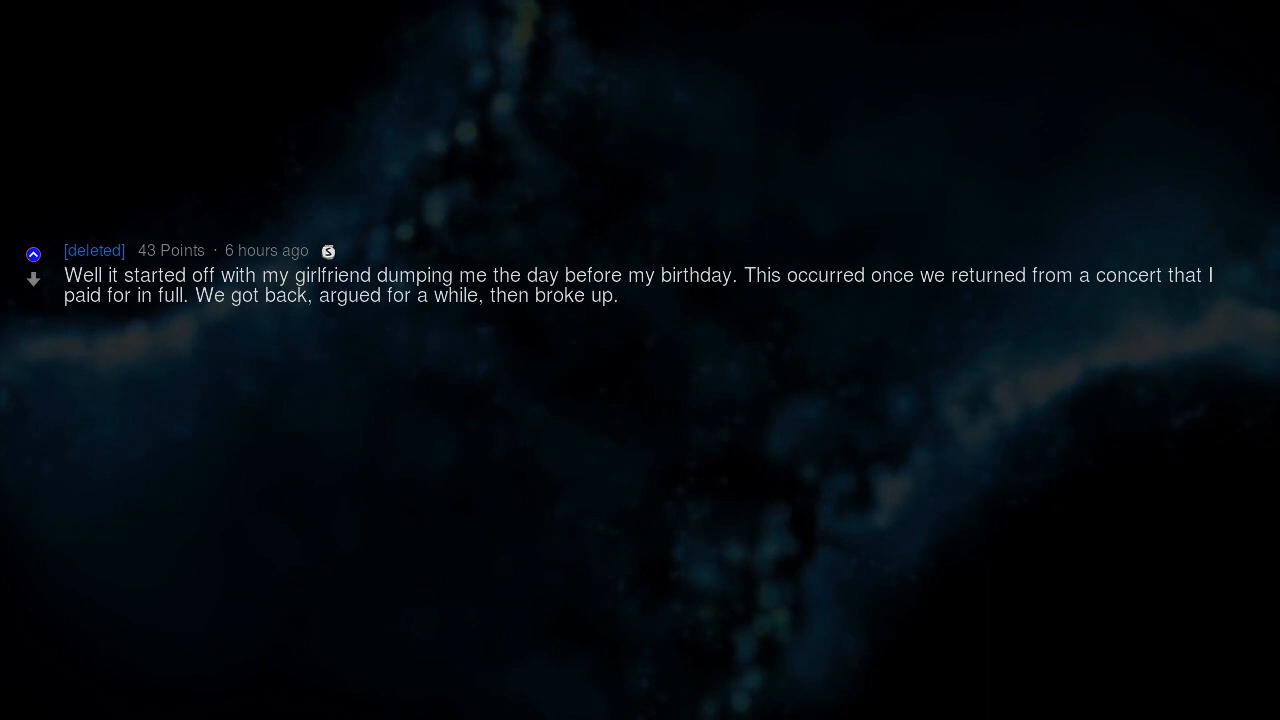 [deleted] 43 Points · 6 hours ago S
Well it started off with my girlfriend dumping me the day before my birthday. This occurred once we returned from a concert that I
paid for in full. We got back, argued for a while, then broke up.